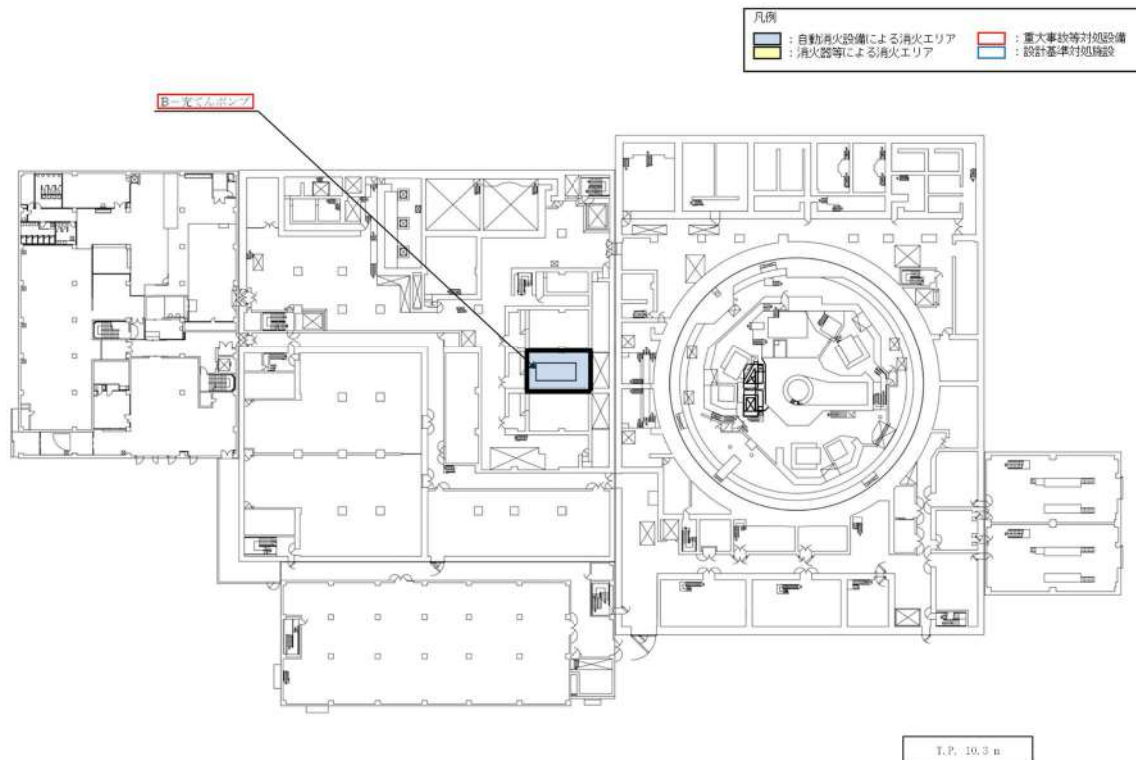 凡例
：自動消火設備による消火エリア
：重大事故等対処設備
：消火器等による消火エリア
：設計基準対処施設
B－充てんポンプ
T.P. 10.3 m